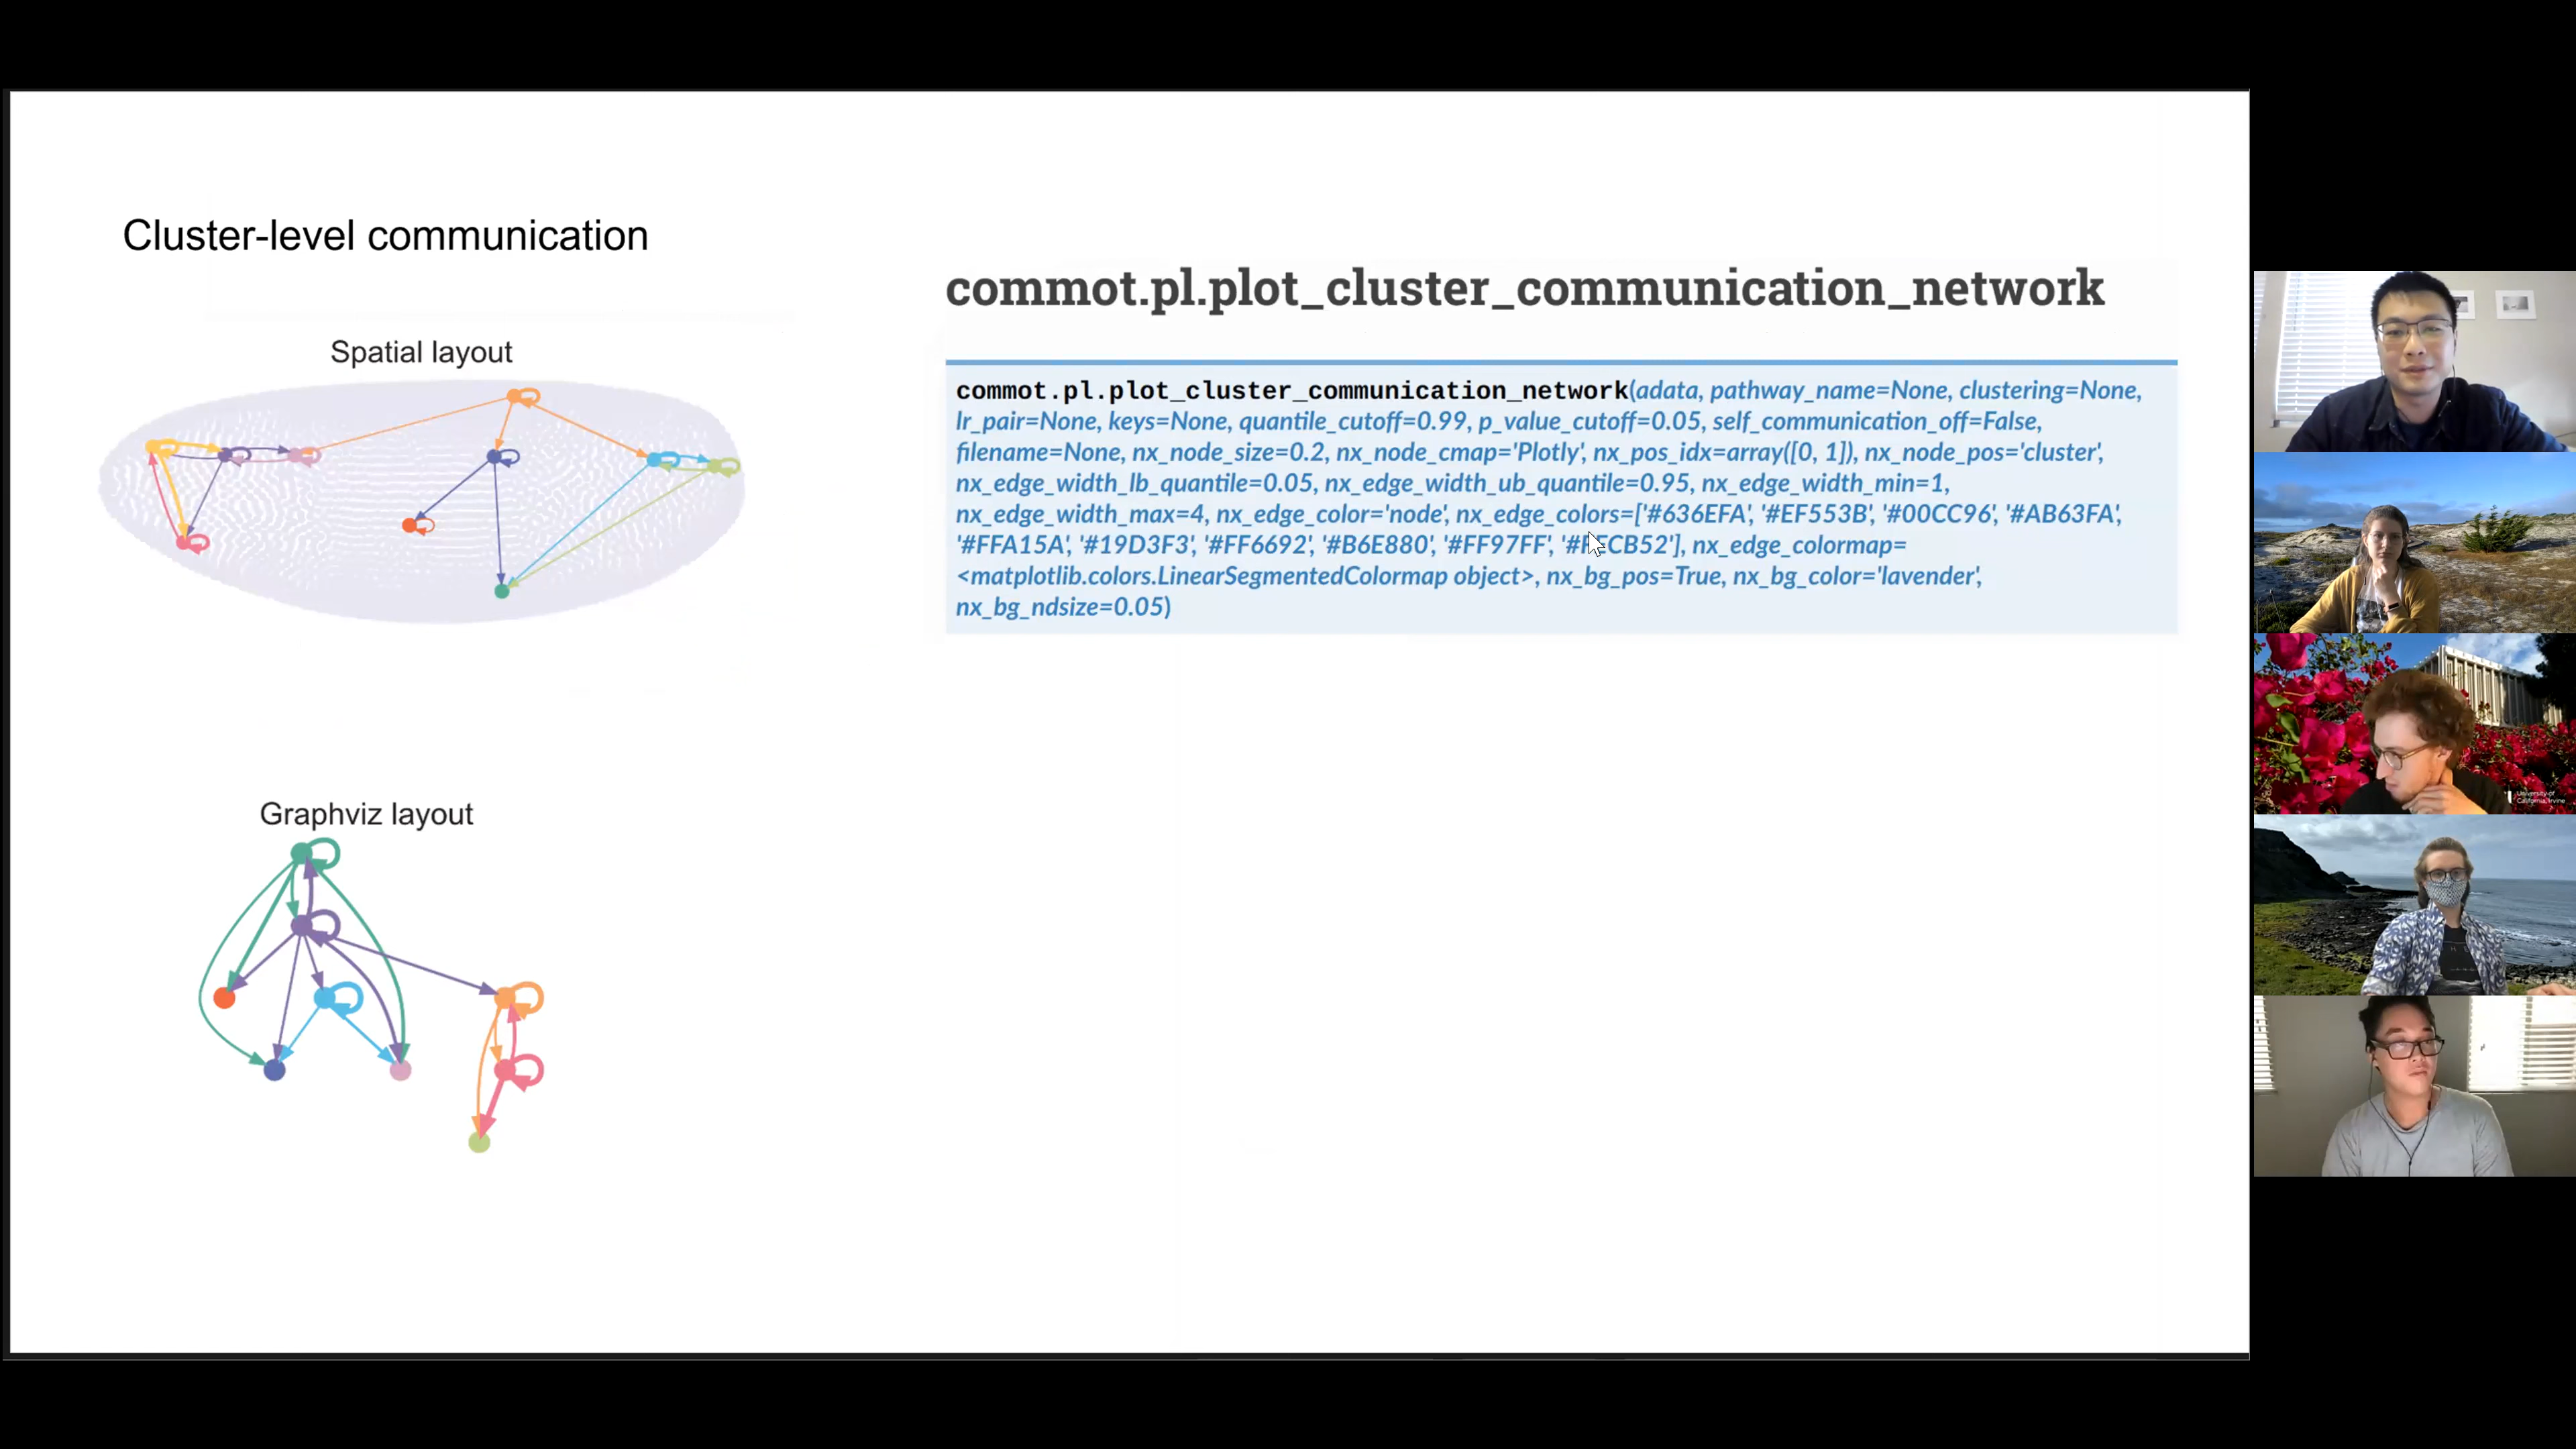 Cluster-level communication
Spatial layout
Graphviz layout
commot.pl.plot_cluster_communication_network
commot.pl.plot_cluster_communication_network(adata, pathway_name=None, clustering=None,
lr_pair=None, keys=None, quantile_cutoff=0.99, p_value_cutoff=0.05, self_communication_off=False,
filename=None, nx_node_size=0.2, nx_node_cmap='Plotly', nx_pos_idx=array([0, 1]), nx_node_pos='cluster',
nx_edge_width_lb_quantile=0.05, nx_edge_width_ub_quantile=0.95, nx_edge_width_min=1,
nx_edge_width_max=4, nx_edge_color='node', nx_edge_colors=['#636EFA', '#EF553B', '#00CC96', '#AB63FA',
'#FFA15A', '#19D3F3', '#FF6692', '#B6E880', '#FF97FF', nx_edge_colormap=
<matplotlib.colors.LinearSegmentedColormap object>, nx_bg_pos=True, nx_bg_color='lavender',
nx_bg_ndsize=0.05)
University of
California, Irvine